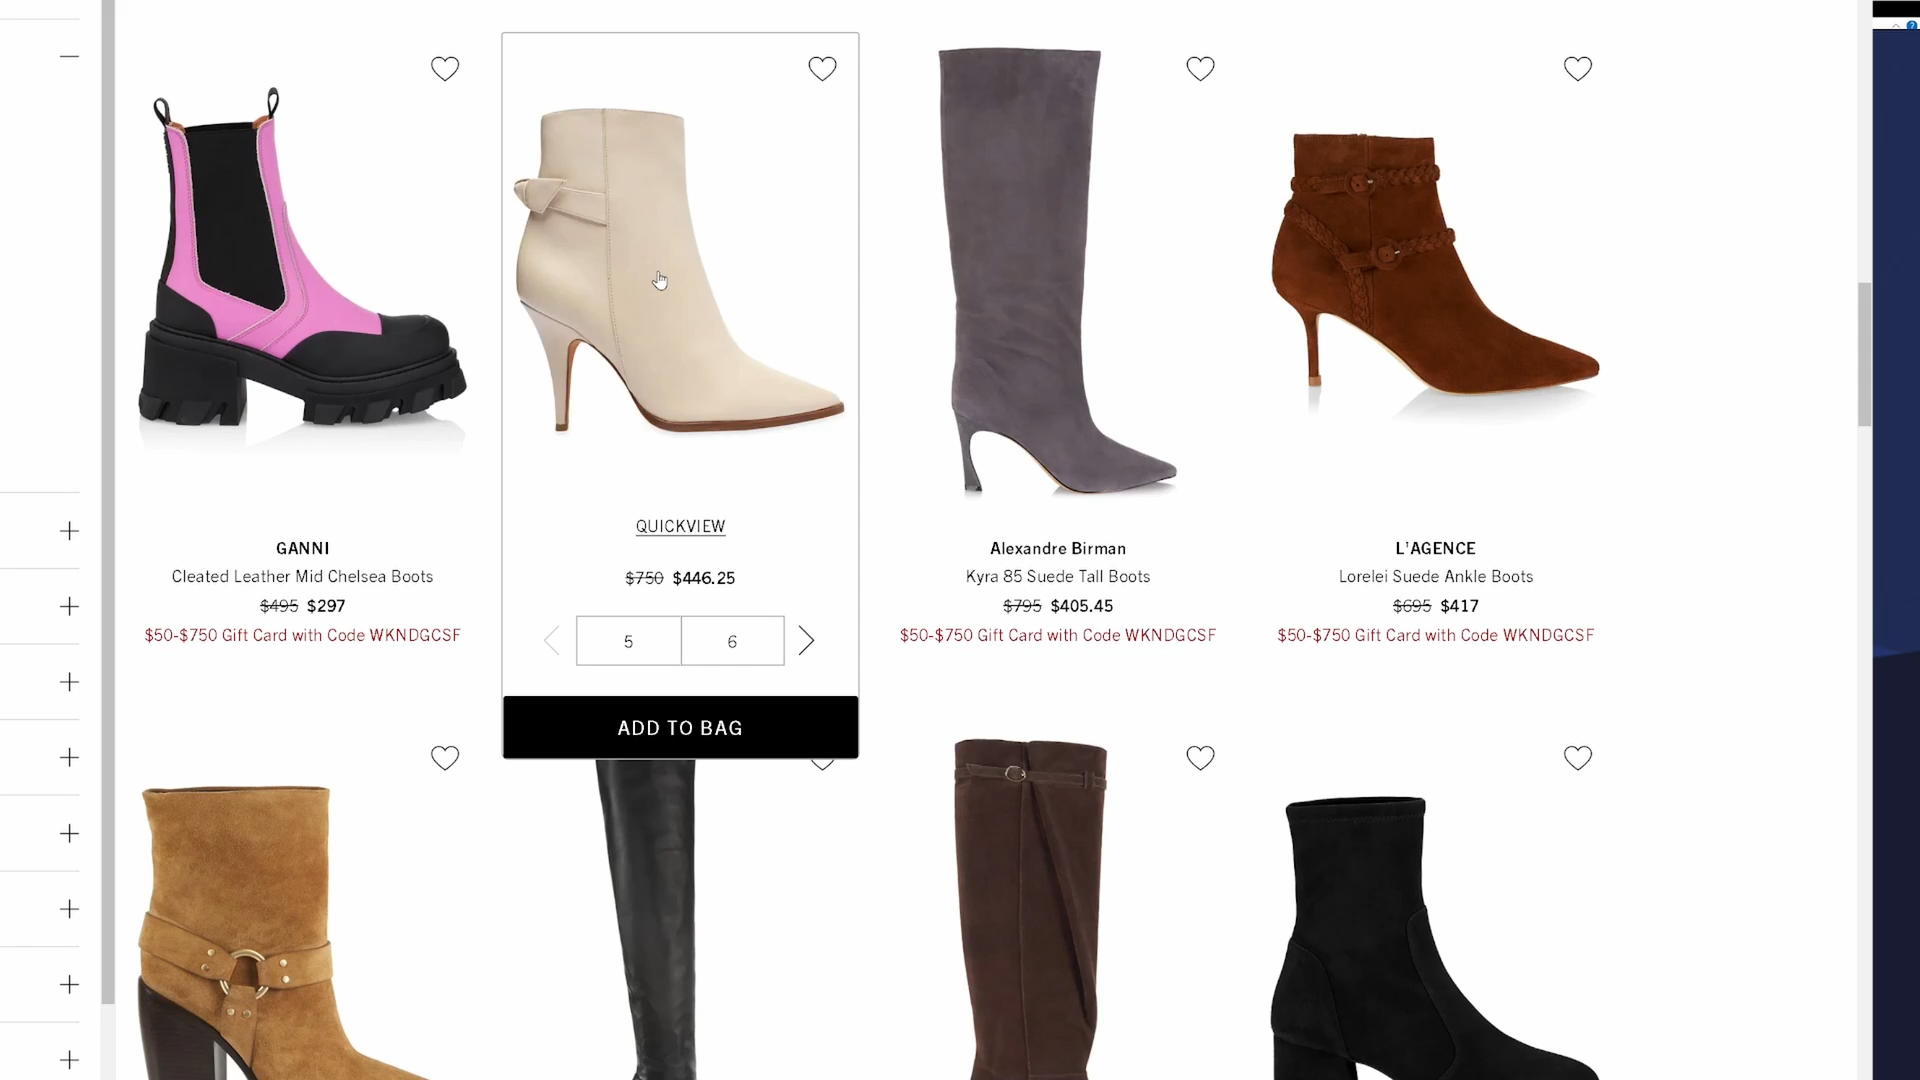 GANNI
Cleated Leather Mid Chelsea Boots
$495 $297
$50-$750 Gift Card with Code WKNDGCSF
QUICKVIEW
$750 $446.25
5 6
ADD TO BAG
Alexandre Birman
Kyra 85 Suede Tall Boots
$795 $405.45
$50-$750 Gift Card with Code WKNDGCSF
L'AGENCE
Lorelei Suede Ankle Boots
$695 $417
$50-$750 Gift Card with Code WKNDGCSF